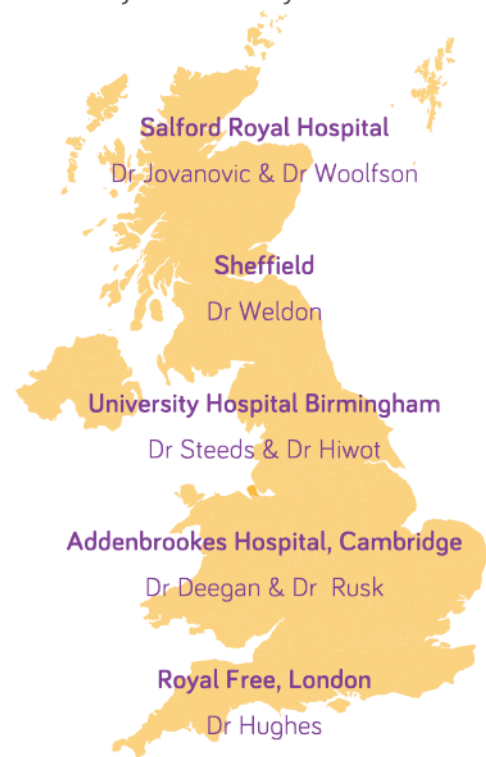 Salford Royal Hospital
Dr Jovanovic & Dr Woolfson
Sheffield
Dr Weldon
University Hospital Birmingham
Dr Steeds & Dr Hiwot
Addenbrookes Hospital, Cambridge
Dr Deegan & Dr Rusk
Royal Free, London
Dr Hughes